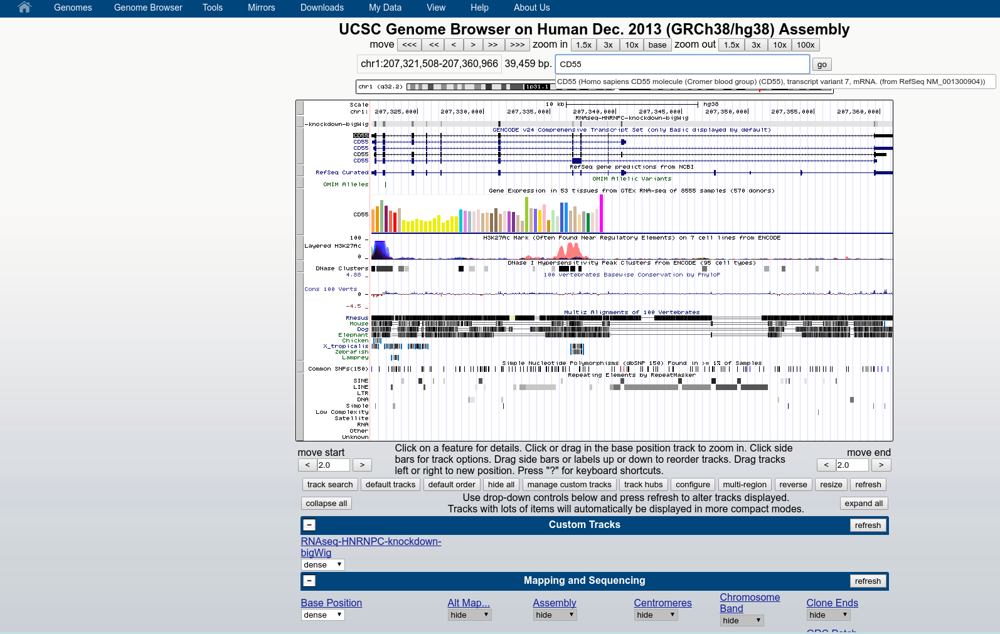 Genomes Genome Browser Tools Mirrors Downloads My Data View Help About Us
UCSC Genome Browser on Human Dec. 2013 (GRCh38/hg38) Assembly
move <<< << < > >> >>> zoom in 1.5x 3x 10x base zoom out 1.5x 3x 10x 100x
chr1:207,321,508-207,360,966 39,459 bp. CD55 go
CD55 (Homo sapiens CD55 molecule (Cromer blood group) (CD55), transcript variant 7, mRNA. (from RefSeq NM_001300904))
chr1 (q32.2) 1p31.1
Scale 10 kb hg38
chr1: 207,325,000 207,330,000 207,335,000 207,340,000 207,345,000 207,350,000 207,355,000 207,360,000
RNAseq-HNRNPC-knockdown-bigWig
-knockdown-bigWig
GENCODE v24 Comprehensive Transcript Set (only Basic displayed by default)
CD55
CD55
CD55
CD55
CD55
RefSeq gene predictions from NCBI
RefSeq Curated
OMIM Allelic Variants
OMIM Alleles
Gene Expression in 53 tissues from GTEx RNA-seq of 8555 samples (570 donors)
CD55
H3K27Ac Mark (Often Found Near Regulatory Elements) on 7 cell lines from ENCODE
100 _
Layered H3K27Ac
0 _
DNase I Hypersensitivity Peak Clusters from ENCODE (95 cell types)
DNase Clusters
100 vertebrates Basewise Conservation by PhyloP
4.88 _
Cons 100 Verts
0 _
-4.5 _
Multiz Alignments of 100 Vertebrates
Rhesus
Mouse
Dog
Elephant
Chicken
X_tropicalis
Zebrafish
Lamprey
Simple Nucleotide Polymorphisms (dbSNP 150) Found in >= 1% of Samples
Common SNPs(150)
Repeating Elements by RepeatMasker
SINE
LINE
LTR
DNA
Simple
Low Complexity
Satellite
RNA
Other
Unknown
move start
< 2.0 >
Click on a feature for details. Click or drag in the base position track to zoom in. Click side
bars for track options. Drag side bars or labels up or down to reorder tracks. Drag tracks
left or right to new position. Press "?" for keyboard shortcuts.
move end
< 2.0 >
track search default tracks default order hide all manage custom tracks track hubs configure multi-region reverse resize refresh
collapse all
Use drop-down controls below and press refresh to alter tracks displayed.
Tracks with lots of items will automatically be displayed in more compact modes.
expand all
- Custom Tracks refresh
RNAseq-HNRNPC-knockdown-
bigWig
dense
- Mapping and Sequencing refresh
Base Position
dense
Alt Map...
hide
Assembly
hide
Centromeres
hide
Chromosome
Band
hide
Clone Ends
hide